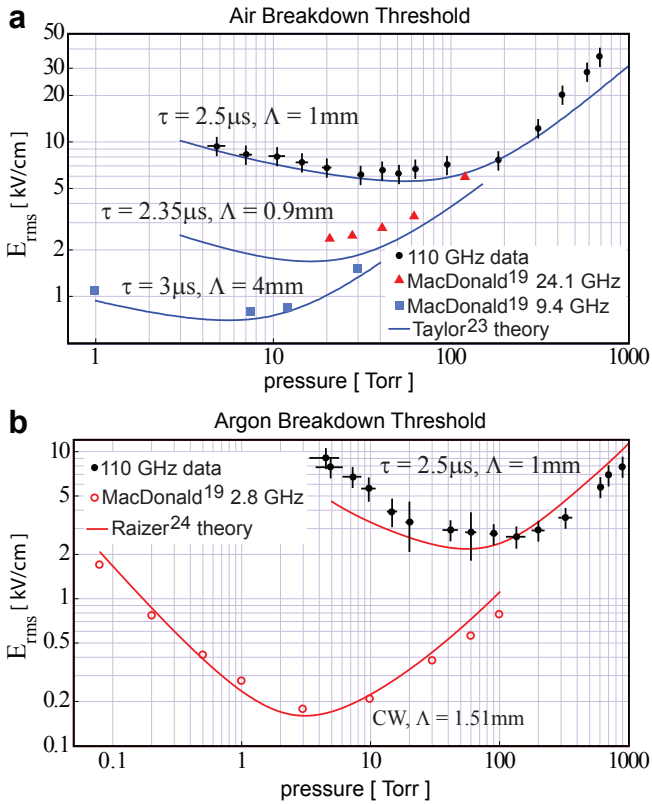 a
Air Breakdown Threshold
50
10
5
1
E_rms [ kV/cm ]
τ = 2.5μs, Λ = 1mm
τ = 2.35μs, Λ = 0.9mm
τ = 3μs, Λ = 4mm
110 GHz data
MacDonald¹⁹ 24.1 GHz
MacDonald¹⁹ 9.4 GHz
Taylor²³ theory
1 10 100 1000
pressure [ Torr ]
b
Argon Breakdown Threshold
10
5
2
1
0.5
0.2
0.1
E_rms [ kV/cm ]
110 GHz data
MacDonald¹⁹ 2.8 GHz
Raizer²⁴ theory
τ = 2.5μs, Λ = 1mm
CW, Λ = 1.51mm
0.1 1 10 100 1000
pressure [ Torr ]